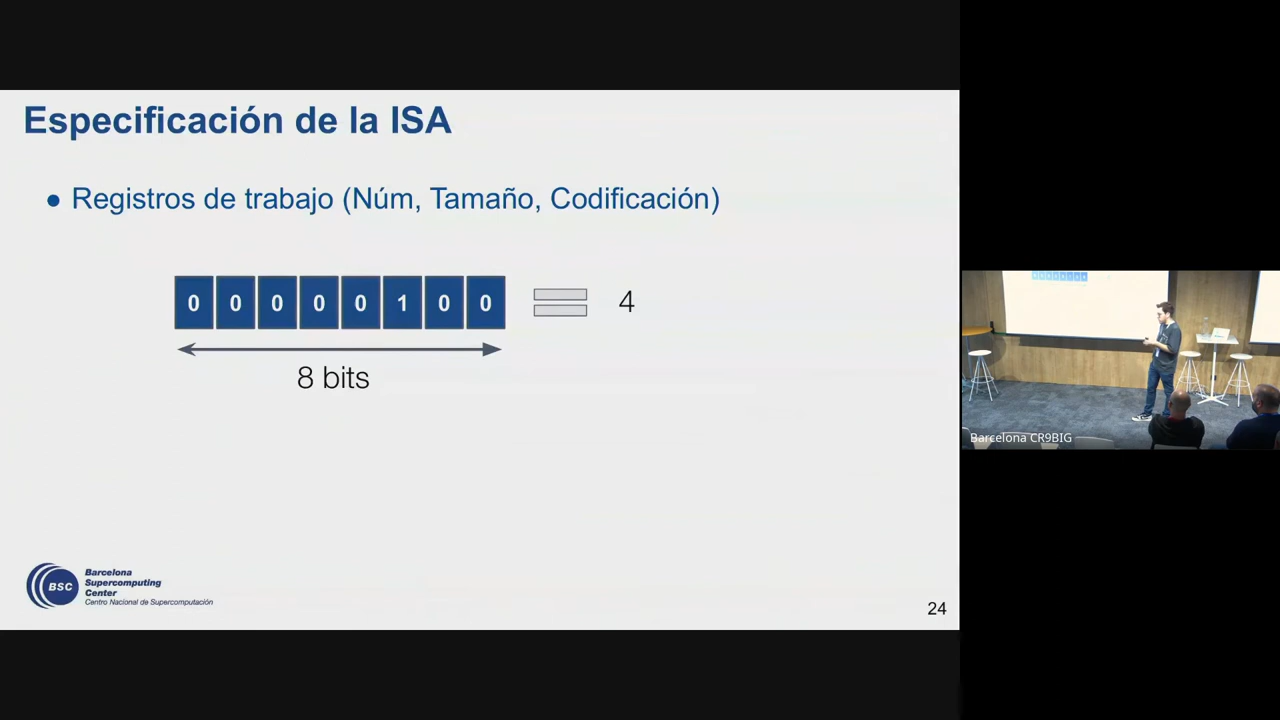 Especificación de la ISA
● Registros de trabajo (Núm, Tamaño, Codificación)
0 0 0 0 0 1 0 0 = 4
8 bits
BSC
Barcelona
Supercomputing
Center
Centro Nacional de Supercomputación
24
Barcelona CR9BIG